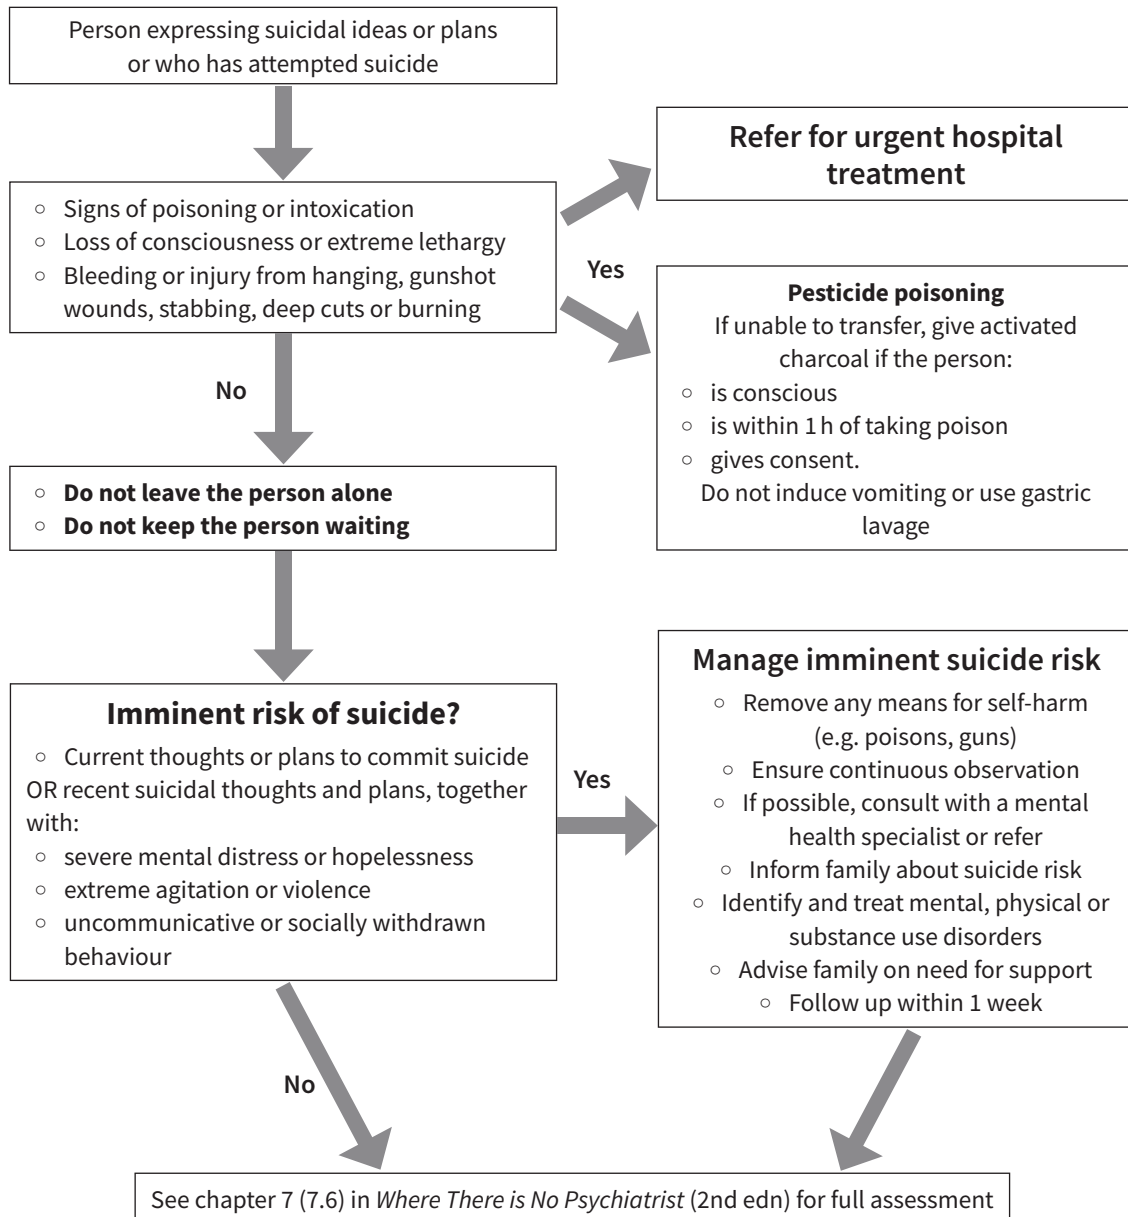 Person expressing suicidal ideas or plans
or who has attempted suicide
Refer for urgent hospital
treatment
○ Signs of poisoning or intoxication
○ Loss of consciousness or extreme lethargy
○ Bleeding or injury from hanging, gunshot
wounds, stabbing, deep cuts or burning
Yes
Pesticide poisoning
If unable to transfer, give activated
charcoal if the person:
○ is conscious
○ is within 1 h of taking poison
○ gives consent.
Do not induce vomiting or use gastric
lavage
No
○ Do not leave the person alone
○ Do not keep the person waiting
Imminent risk of suicide?
○ Current thoughts or plans to commit suicide
OR recent suicidal thoughts and plans, together
with:
○ severe mental distress or hopelessness
○ extreme agitation or violence
○ uncommunicative or socially withdrawn
behaviour
Yes
Manage imminent suicide risk
○ Remove any means for self-harm
(e.g. poisons, guns)
○ Ensure continuous observation
○ If possible, consult with a mental
health specialist or refer
○ Inform family about suicide risk
○ Identify and treat mental, physical or
substance use disorders
○ Advise family on need for support
○ Follow up within 1 week
No
See chapter 7 (7.6) in Where There is No Psychiatrist (2nd edn) for full assessment